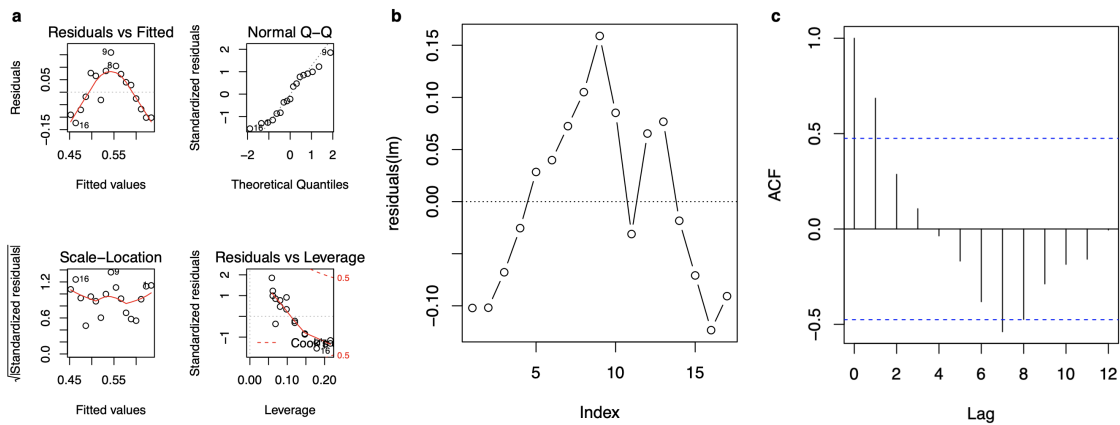 a
Residuals vs Fitted
Residuals
0.05
−0.15
9
8
16
0.45
0.55
Fitted values
Normal Q−Q
Standardized residuals
2
1
0
−1
9
16
−2
0
1
2
Theoretical Quantiles
Scale−Location
√|Standardized residuals|
1.2
0.6
0.0
16
9
1
0.45
0.55
Fitted values
Residuals vs Leverage
Standardized residuals
2
1
−1
0.5
0.5
16
0.00
0.10
0.20
Leverage
b
residuals(lm)
0.15
0.10
0.05
0.00
−0.10
5
10
15
Index
c
ACF
1.0
0.5
0.0
−0.5
0
2
4
6
8
10
12
Lag